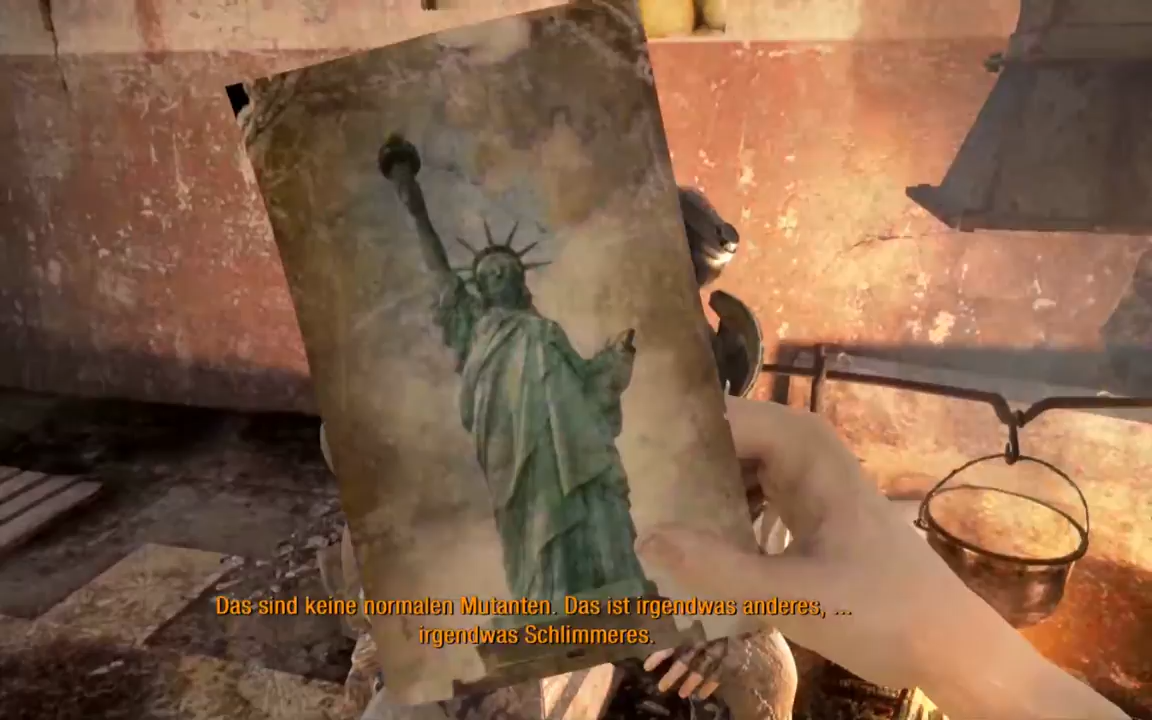 Das sind keine normalen Mutanten. Das ist irgendwas anderes, ...
irgendwas Schlimmeres.